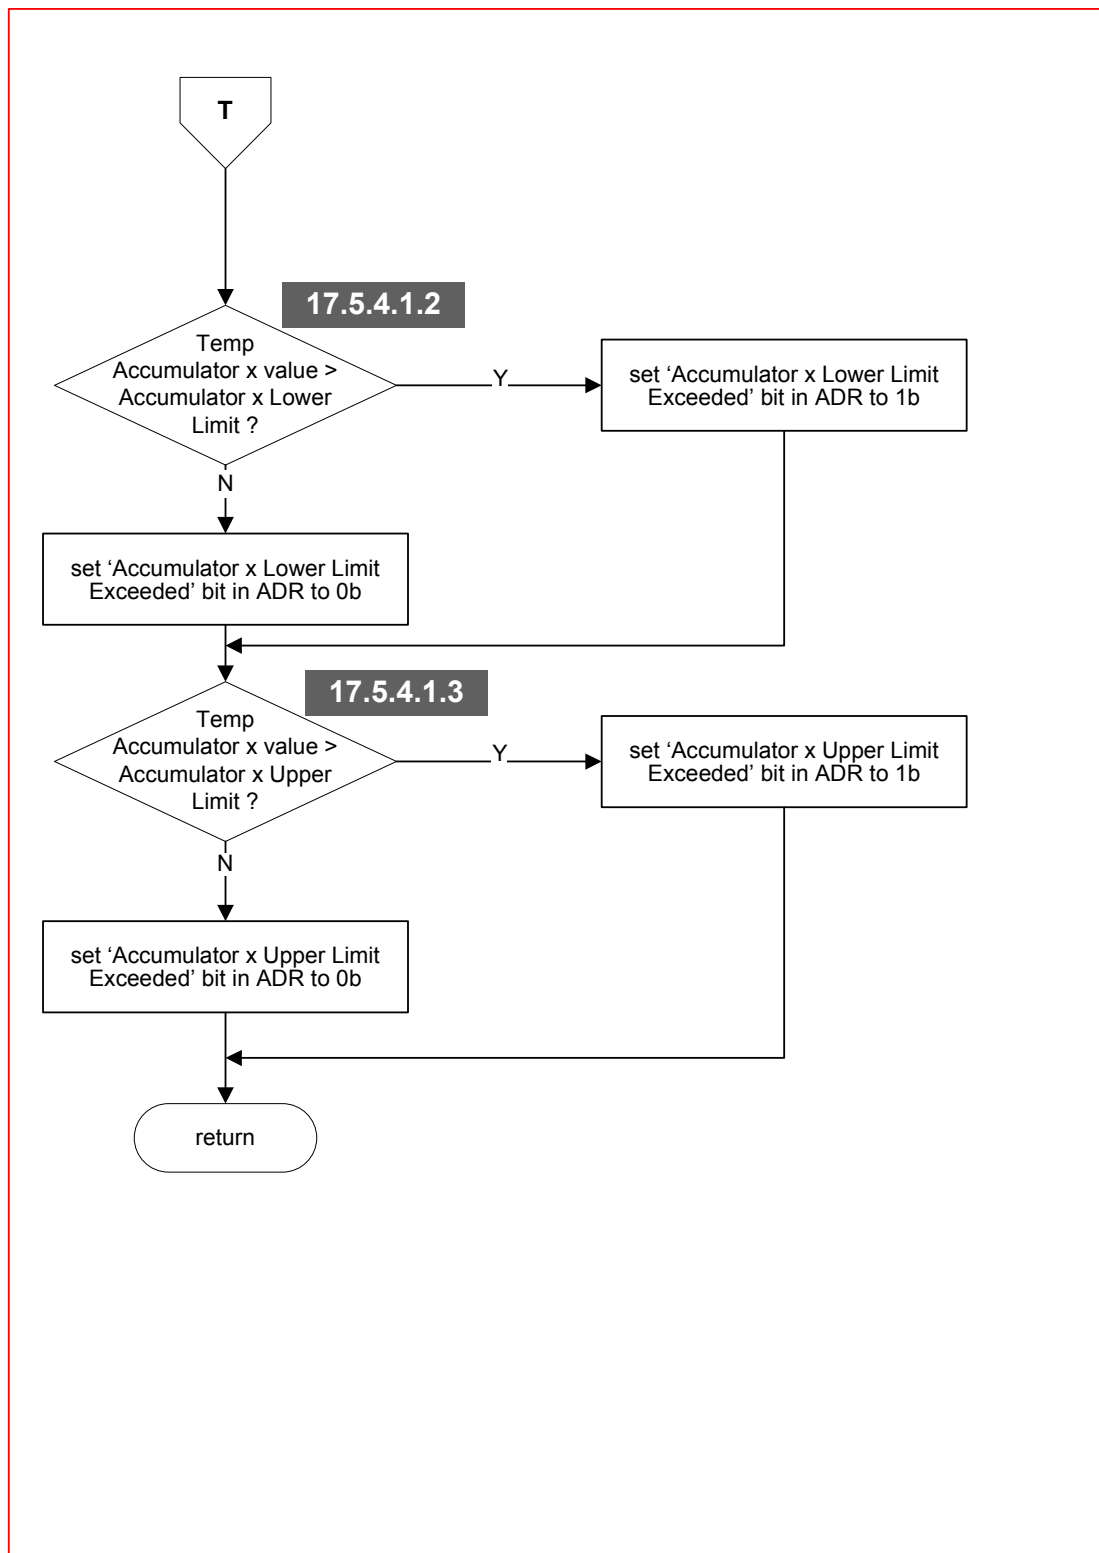 T
17.5.4.1.2
Temp
Accumulator x value >
Accumulator x Lower
Limit ?
Y
set ‘Accumulator x Lower Limit
Exceeded’ bit in ADR to 1b
N
set ‘Accumulator x Lower Limit
Exceeded’ bit in ADR to 0b
17.5.4.1.3
Temp
Accumulator x value >
Accumulator x Upper
Limit ?
Y
set ‘Accumulator x Upper Limit
Exceeded’ bit in ADR to 1b
N
set ‘Accumulator x Upper Limit
Exceeded’ bit in ADR to 0b
return